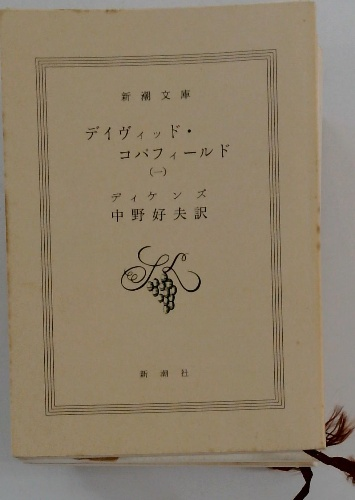 新潮文庫
デイヴィッド・
コパフィールド
(一)
ディケンズ
中野好夫訳
新潮社